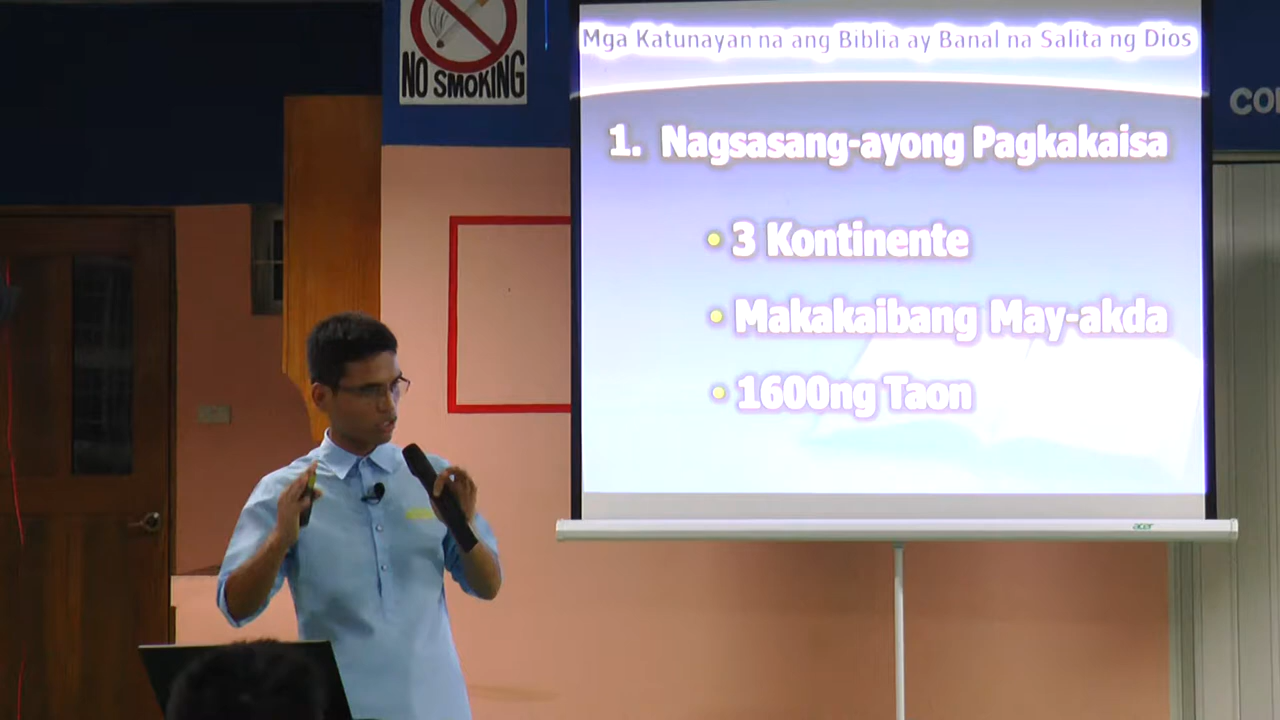 NO SMOKING
Mga Katunayan na ang Biblia ay Banal na Salita ng Dios
1. Nagsasang-ayong Pagkakaisa
• 3 Kontinente
• Makakaibang May-akda
• 1600ng Taon
acer